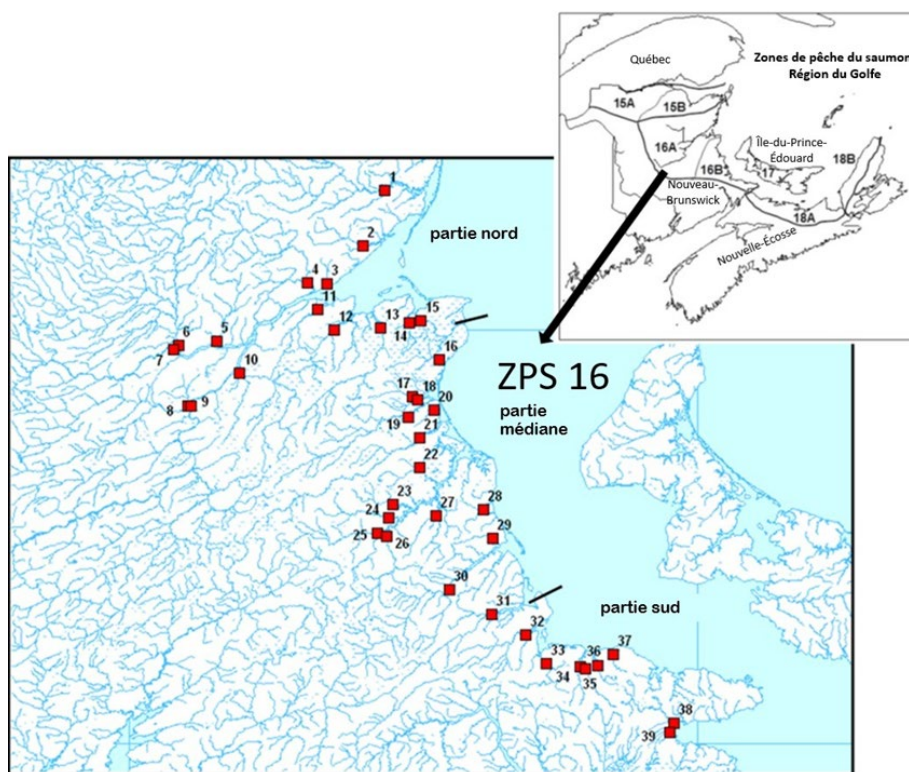 Zones de pêche du saumon
Région du Golfe
Québec
15A
15B
16A
16B
Île-du-Prince-
Édouard
17
18B
Nouveau-
Brunswick
18A
Nouvelle-Écosse
partie nord
ZPS 16
partie
médiane
partie sud
1
2
4
3
11
12
13
14
15
16
6
5
7
10
8
9
17
18
20
19
21
22
23
24
25
26
27
28
29
30
31
32
33
34
35
36
37
38
39